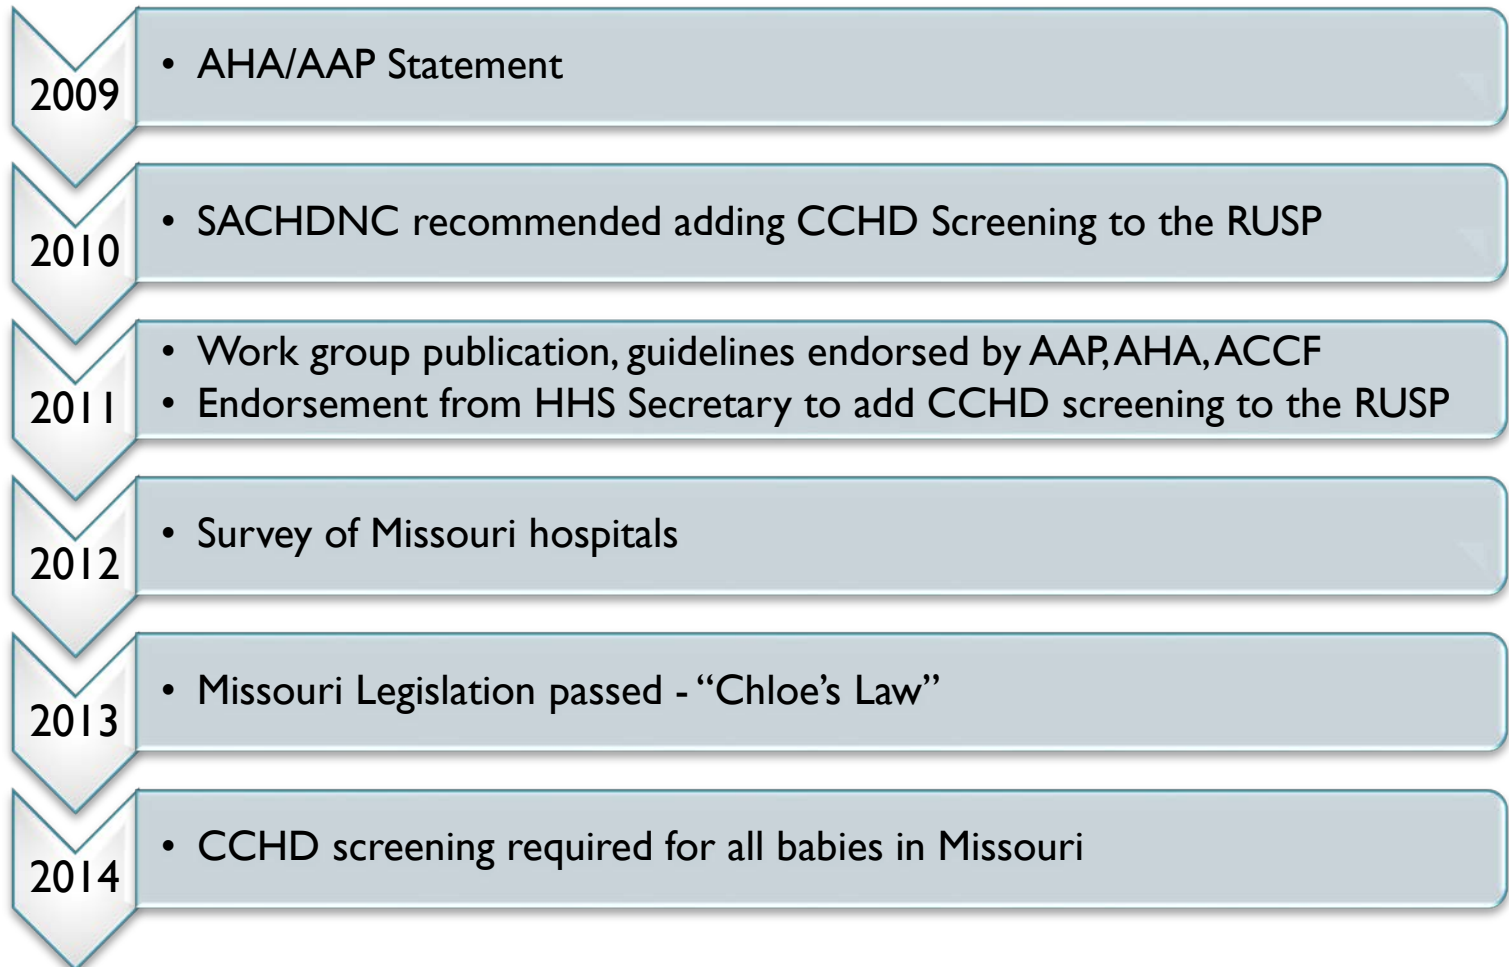 2009
• AHA/AAP Statement
2010
• SACHDNC recommended adding CCHD Screening to the RUSP
2011
• Work group publication, guidelines endorsed by AAP, AHA, ACCF
• Endorsement from HHS Secretary to add CCHD screening to the RUSP
2012
• Survey of Missouri hospitals
2013
• Missouri Legislation passed - “Chloe’s Law”
2014
• CCHD screening required for all babies in Missouri